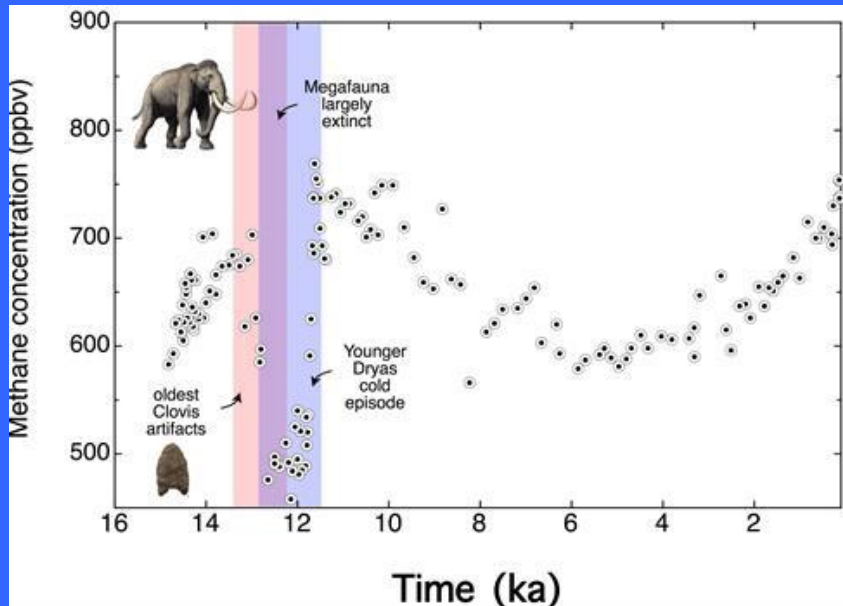 900
800
700
600
500
Methane concentration (ppbv)
Megafauna
largely
extinct
Younger
Dryas
cold
episode
oldest
Clovis
artifacts
16 14 12 10 8 6 4 2
Time (ka)